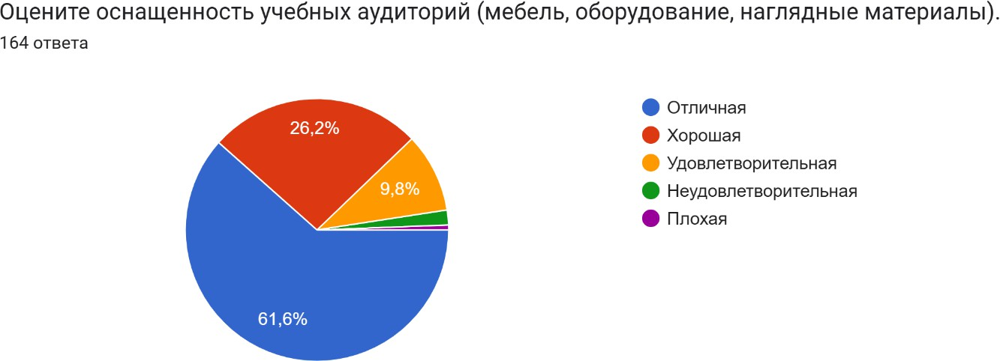 Оцените оснащенность учебных аудиторий (мебель, оборудование, наглядные материалы).
164 ответа
26,2%
9,8%
61,6%
Отличная
Хорошая
Удовлетворительная
Неудовлетворительная
Плохая